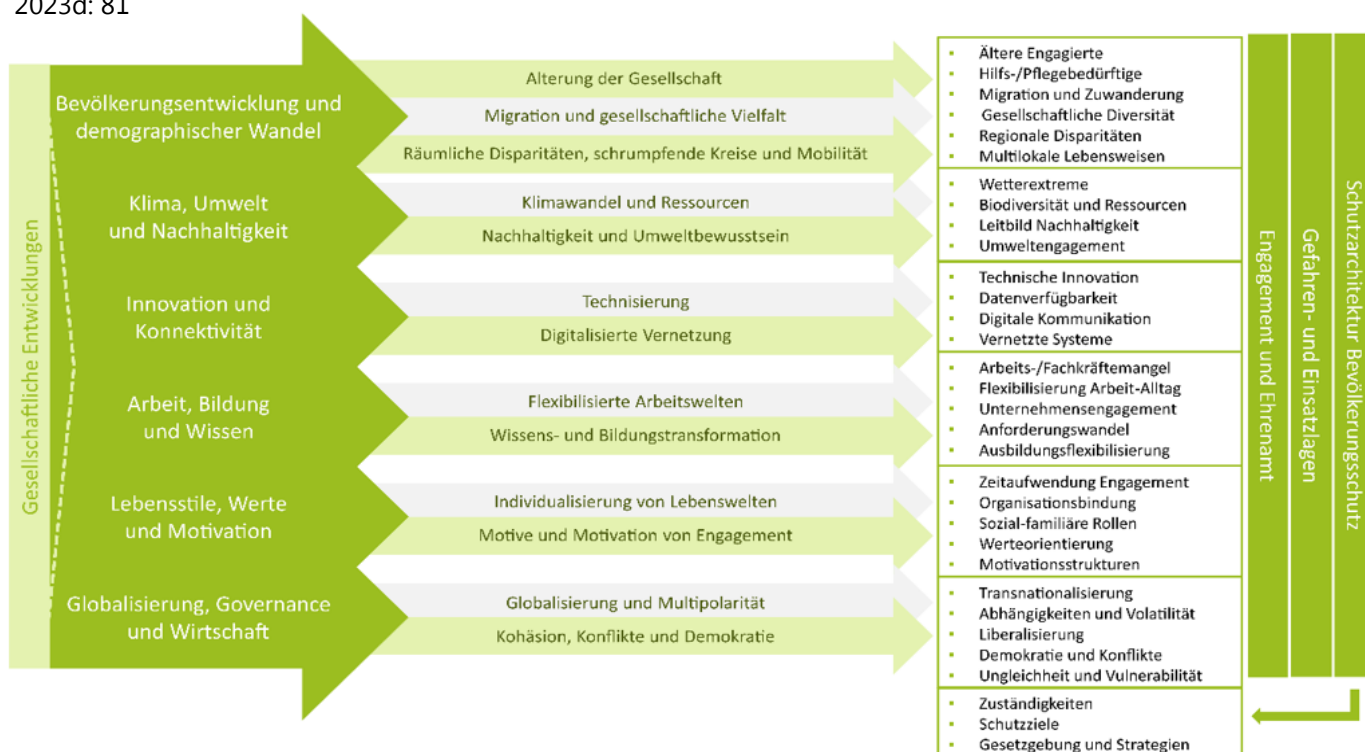 2023d: 81
Gesellschaftliche Entwicklungen
Bevölkerungsentwicklung und
demographischer Wandel
Alterung der Gesellschaft
Migration und gesellschaftliche Vielfalt
Räumliche Disparitäten, schrumpfende Kreise und Mobilität
▪ Ältere Engagierte
▪ Hilfs-/Pflegebedürftige
▪ Migration und Zuwanderung
▪ Gesellschaftliche Diversität
▪ Regionale Disparitäten
▪ Multilokale Lebensweisen
Klima, Umwelt
und Nachhaltigkeit
Klimawandel und Ressourcen
Nachhaltigkeit und Umweltbewusstsein
▪ Wetterextreme
▪ Biodiversität und Ressourcen
▪ Leitbild Nachhaltigkeit
▪ Umweltengagement
Innovation und
Konnektivität
Technisierung
Digitalisierte Vernetzung
▪ Technische Innovation
▪ Datenverfügbarkeit
▪ Digitale Kommunikation
▪ Vernetzte Systeme
Arbeit, Bildung
und Wissen
Flexibilisierte Arbeitswelten
Wissens- und Bildungstransformation
▪ Arbeits-/Fachkräftemangel
▪ Flexibilisierung Arbeit-Alltag
▪ Unternehmensengagement
▪ Anforderungswandel
▪ Ausbildungsflexibilisierung
Lebensstile, Werte
und Motivation
Individualisierung von Lebenswelten
Motive und Motivation von Engagement
▪ Zeitaufwendung Engagement
▪ Organisationsbindung
▪ Sozial-familiäre Rollen
▪ Werteorientierung
▪ Motivationsstrukturen
Globalisierung, Governance
und Wirtschaft
Globalisierung und Multipolarität
Kohäsion, Konflikte und Demokratie
▪ Transnationalisierung
▪ Abhängigkeiten und Volatilität
▪ Liberalisierung
▪ Demokratie und Konflikte
▪ Ungleichheit und Vulnerabilität
▪ Zuständigkeiten
▪ Schutzziele
▪ Gesetzgebung und Strategien
Engagement und Ehrenamt
Gefahren- und Einsatzlagen
Schutzarchitektur Bevölkerungsschutz